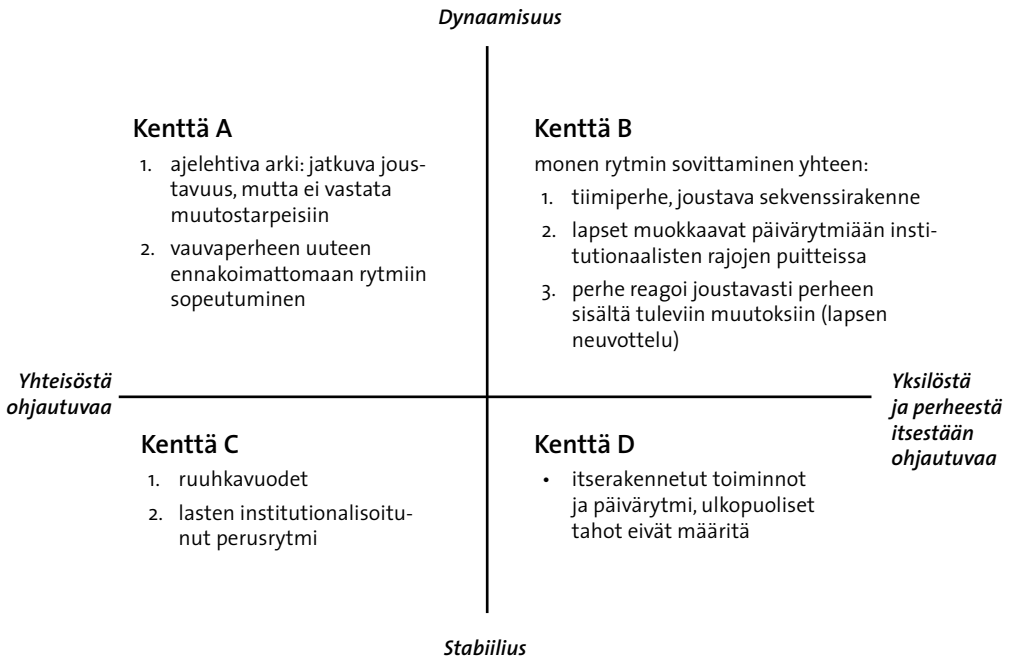 Dynaamisuus
Kenttä A
1. ajelehtiva arki: jatkuva jous-
tavuus, mutta ei vastata
muutostarpeisiin
2. vauvaperheen uuteen
ennakoimattomaan rytmiin
sopeutuminen
Kenttä B
monen rytmin sovittaminen yhteen:
1. tiimiperhe, joustava sekvenssirakenne
2. lapset muokkaavat päivärytmiään insti-
tutionaalisten rajojen puitteissa
3. perhe reagoi joustavasti perheen
sisältä tuleviin muutoksiin (lapsen
neuvottelu)
Yhteisöstä
ohjautuvaa
Yksilöstä
ja perheestä
itsestään
ohjautuvaa
Kenttä C
1. ruuhkavuodet
2. lasten institutionalisoitu-
nut perusrytmi
Kenttä D
• itserakennetut toiminnot
ja päivärytmi, ulkopuoliset
tahot eivät määritä
Stabiilius